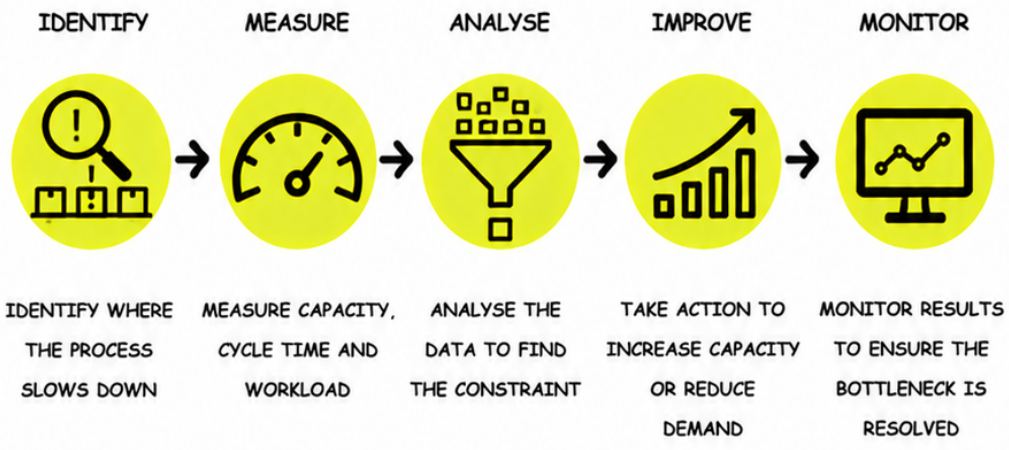 IDENTIFY
MEASURE
ANALYSE
IMPROVE
MONITOR
IDENTIFY WHERE
THE PROCESS
SLOWS DOWN
MEASURE CAPACITY,
CYCLE TIME AND
WORKLOAD
ANALYSE THE
DATA TO FIND
THE CONSTRAINT
TAKE ACTION TO
INCREASE CAPACITY
OR REDUCE
DEMAND
MONITOR RESULTS
TO ENSURE THE
BOTTLENECK IS
RESOLVED